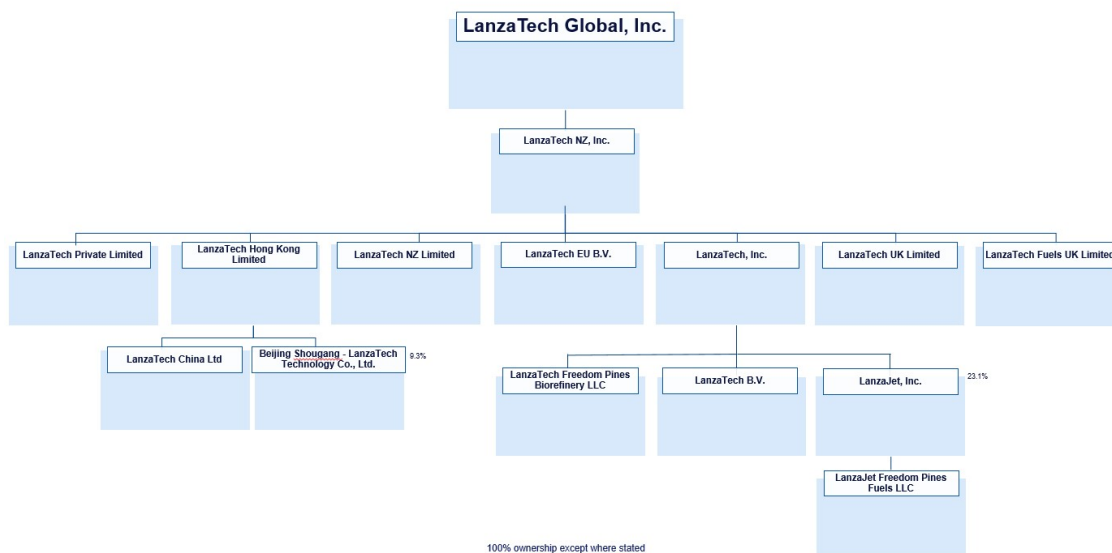 LanzaTech Global, Inc.
LanzaTech NZ, Inc.
LanzaTech Private Limited
LanzaTech Hong Kong
Limited
LanzaTech NZ Limited
LanzaTech EU B.V.
LanzaTech, Inc.
LanzaTech UK Limited
LanzaTech Fuels UK Limited
LanzaTech China Ltd
Beijing Shougang - LanzaTech
Technology Co., Ltd.
9.3%
LanzaTech Freedom Pines
Biorefinery LLC
LanzaTech B.V.
LanzaJet, Inc.
23.1%
LanzaJet Freedom Pines
Fuels LLC
100% ownership except where stated